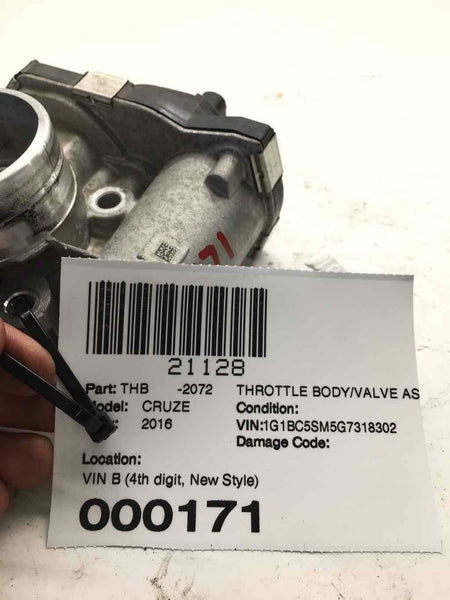 71
21128
Part: THB -2072 THROTTLE BODY/VALVE AS
Model: CRUZE Condition:
2016 VIN:1G1BC5SM5G7318302
Damage Code:
Location:
VIN B (4th digit, New Style)
000171